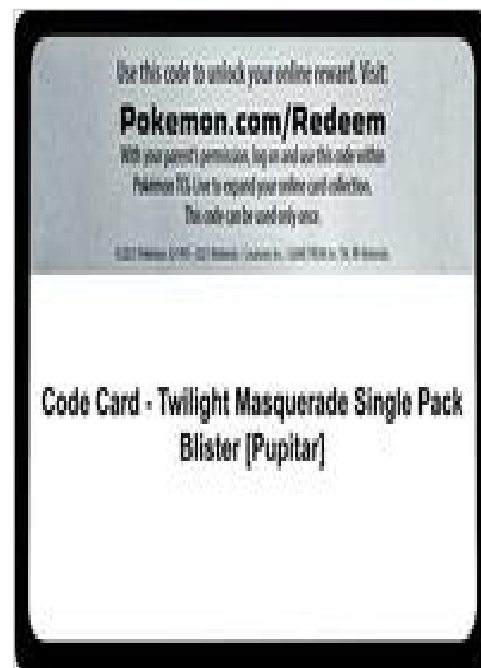 Use this code to unlock your online reward. Visit
Pokemon.com/Redeem
With your parent's permission, log on and use this code within
Pokémon TCG Live to expand your online card collection.
This code can be used only once.
Code Card - Twilight Masquerade Single Pack
Blister [Pupitar]